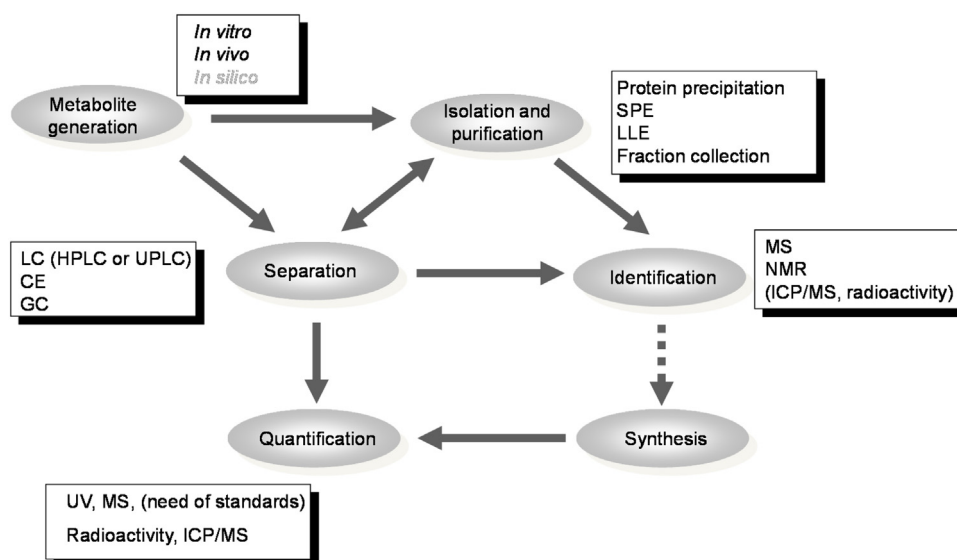 In vitro
In vivo
In silico
Metabolite
generation
Isolation and
purification
Protein precipitation
SPE
LLE
Fraction collection
LC (HPLC or UPLC)
CE
GC
Separation
Identification
MS
NMR
(ICP/MS, radioactivity)
Quantification
Synthesis
UV, MS, (need of standards)
Radioactivity, ICP/MS